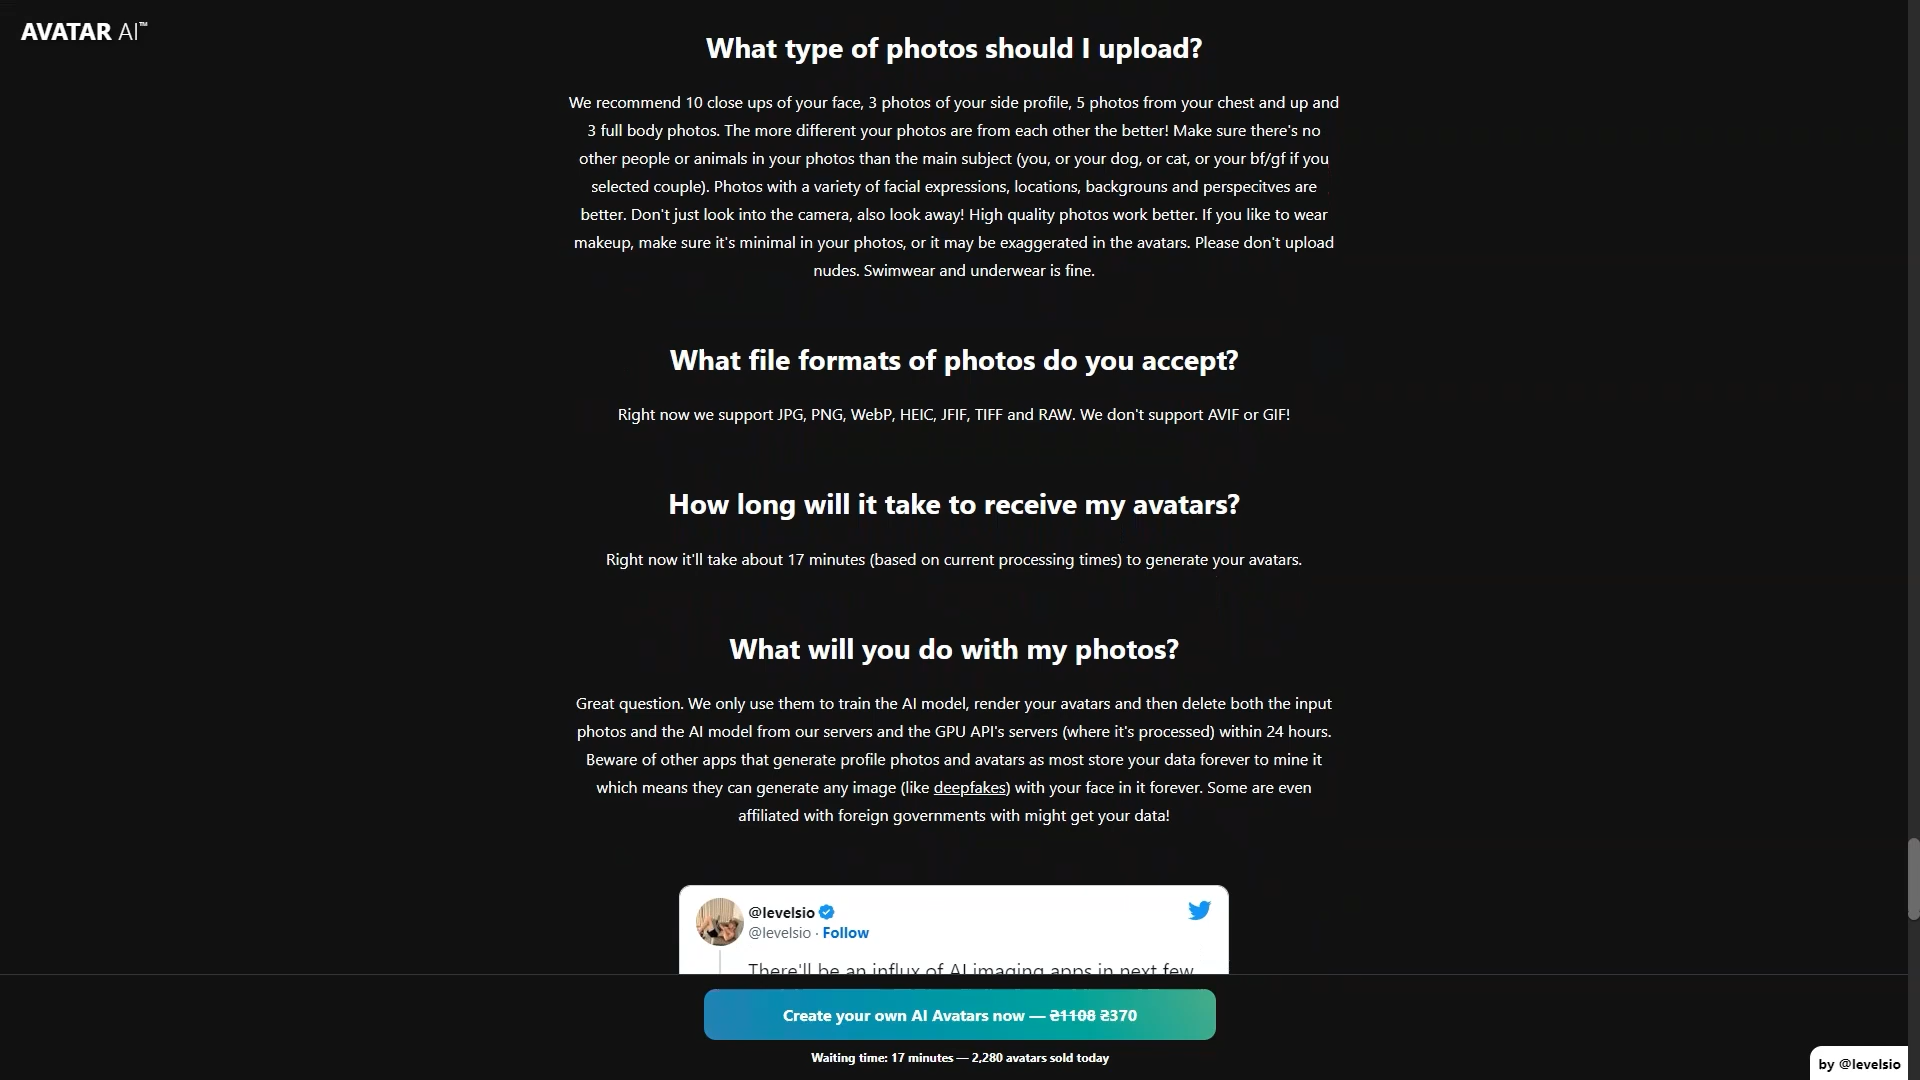 AVATAR AI™
What type of photos should I upload?
We recommend 10 close ups of your face, 3 photos of your side profile, 5 photos from your chest and up and
3 full body photos. The more different your photos are from each other the better! Make sure there's no
other people or animals in your photos than the main subject (you, or your dog, or cat, or your bf/gf if you
selected couple). Photos with a variety of facial expressions, locations, backgrouns and perspecitves are
better. Don't just look into the camera, also look away! High quality photos work better. If you like to wear
makeup, make sure it's minimal in your photos, or it may be exaggerated in the avatars. Please don't upload
nudes. Swimwear and underwear is fine.
What file formats of photos do you accept?
Right now we support JPG, PNG, WebP, HEIC, JFIF, TIFF and RAW. We don't support AVIF or GIF!
How long will it take to receive my avatars?
Right now it'll take about 17 minutes (based on current processing times) to generate your avatars.
What will you do with my photos?
Great question. We only use them to train the AI model, render your avatars and then delete both the input
photos and the AI model from our servers and the GPU API's servers (where it's processed) within 24 hours.
Beware of other apps that generate profile photos and avatars as most store your data forever to mine it
which means they can generate any image (like deepfakes) with your face in it forever. Some are even
affiliated with foreign governments with might get your data!
@levelsio
@levelsio · Follow
There'll be an influx of AI imaging apps in next few
Create your own AI Avatars now — ₴1108 ₴370
Waiting time: 17 minutes — 2,280 avatars sold today
by @levelsio